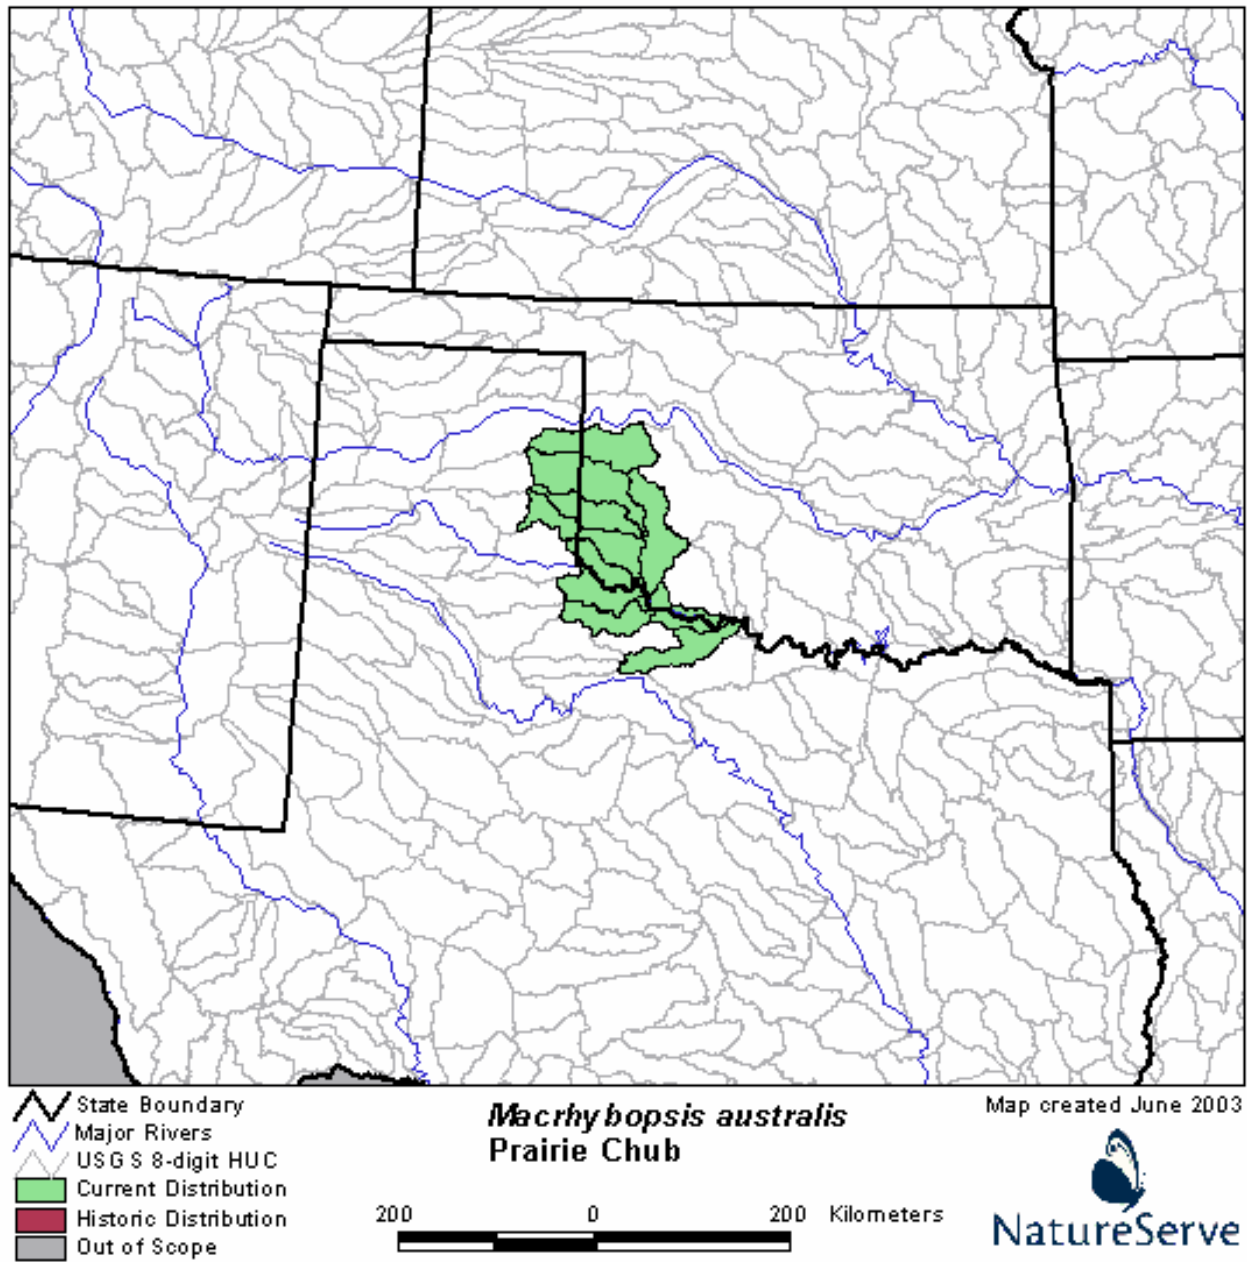 State Boundary
Major Rivers
USGS 8-digit HUC
Current Distribution
Historic Distribution
Out of Scope
Macrhybopsis australis
Prairie Chub
200 0 200 Kilometers
Map created June 2003
NatureServe